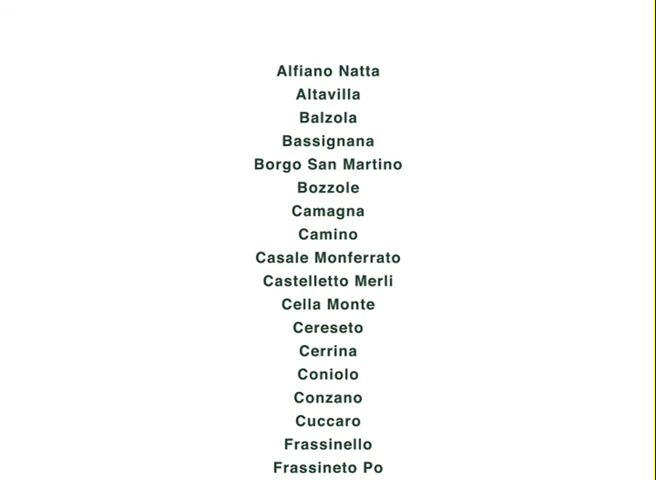 Alfiano Natta
Altavilla
Balzola
Bassignana
Borgo San Martino
Bozzole
Camagna
Camino
Casale Monferrato
Castelletto Merli
Cella Monte
Cereseto
Cerrina
Coniolo
Conzano
Cuccaro
Frassinello
Frassineto Po